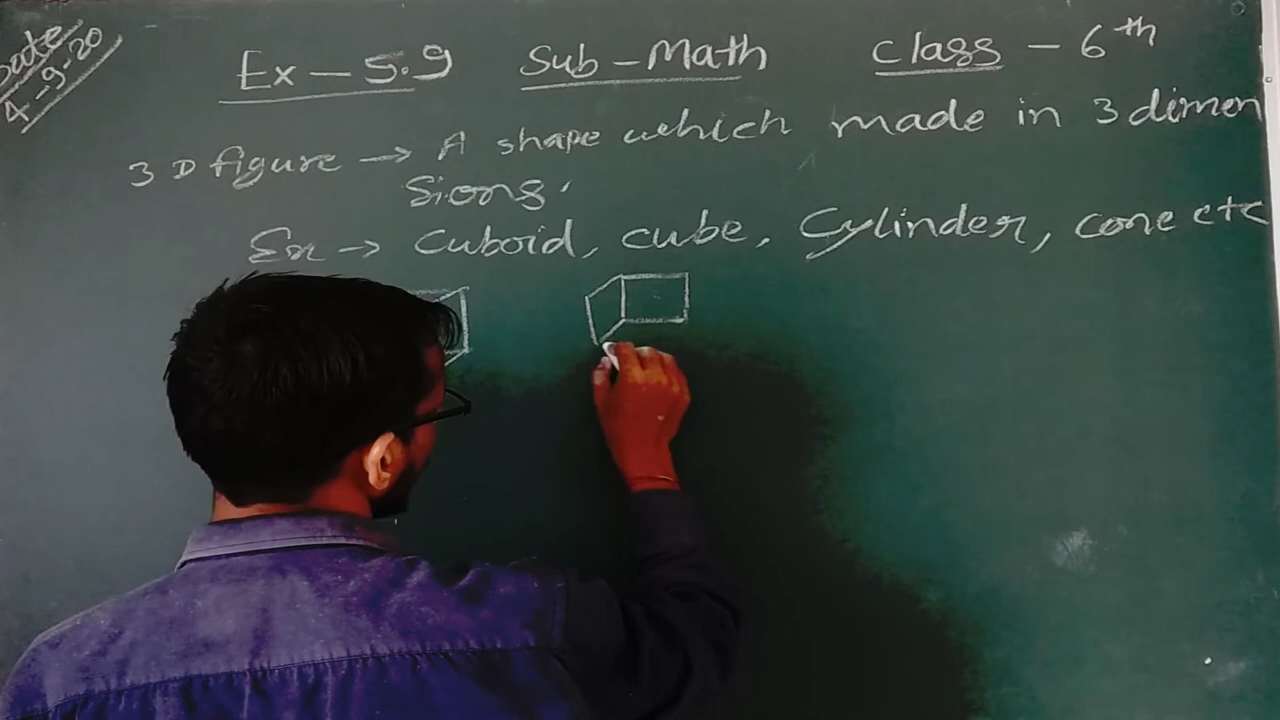 Date
4-9-20
Ex – 5.9 Sub – Math Class – 6th
3D figure → A shape which made in 3 dimen
sions.
Ex → Cuboid, cube, Cylinder, cone etc